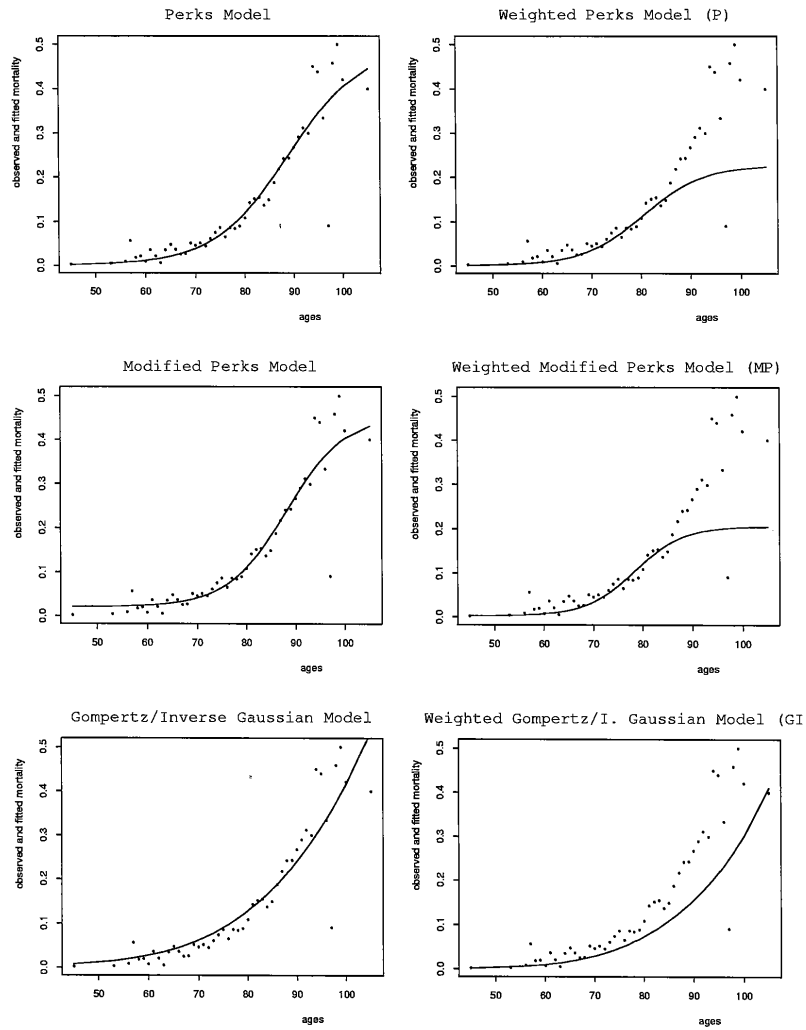 Perks Model
observed and fitted mortality
0.5
0.4
0.3
0.2
0.1
0.0
50 60 70 80 90 100
ages
Weighted Perks Model (P)
observed and fitted mortality
0.5
0.4
0.3
0.2
0.1
0.0
50 60 70 80 90 100
ages
Modified Perks Model
observed and fitted mortality
0.5
0.4
0.3
0.2
0.1
0.0
50 60 70 80 90 100
ages
Weighted Modified Perks Model (MP)
observed and fitted mortality
0.5
0.4
0.3
0.2
0.1
0.0
50 60 70 80 90 100
ages
Gompertz/Inverse Gaussian Model
observed and fitted mortality
0.5
0.4
0.3
0.2
0.1
0.0
50 60 70 80 90 100
ages
Weighted Gompertz/I. Gaussian Model (GI
observed and fitted mortality
0.5
0.4
0.3
0.2
0.1
0.0
50 60 70 80 90 100
ages